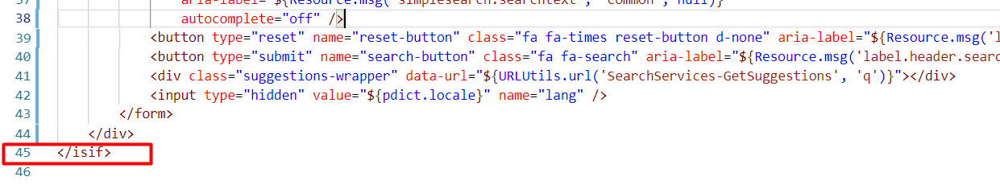 37 aria-label="${Resource.msg('simplesearch.searchtext', 'common', null)}"
38 autocomplete="off" />
39 <button type="reset" name="reset-button" class="fa fa-times reset-button d-none" aria-label="${Resource.msg('l
40 <button type="submit" name="search-button" class="fa fa-search" aria-label="${Resource.msg('label.header.searc
41 <div class="suggestions-wrapper" data-url="${URLUtils.url('SearchServices-GetSuggestions', 'q')}"></div>
42 <input type="hidden" value="${pdict.locale}" name="lang" />
43 </form>
44 </div>
45 </isif>
46